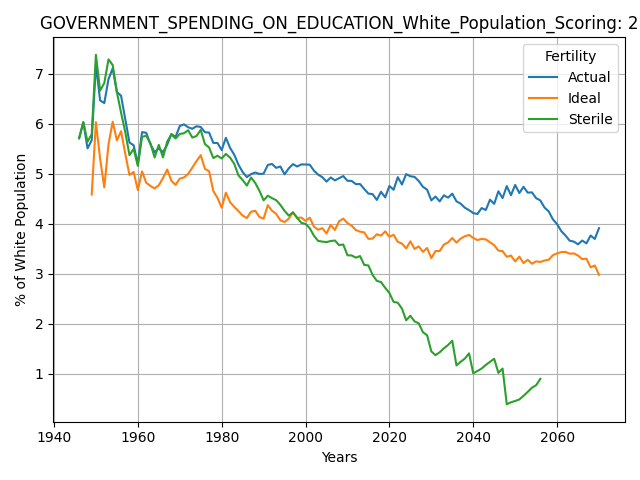 GOVERNMENT_SPENDING_ON_EDUCATION_White_Population_Scoring: 2
Fertility
Actual
Ideal
Sterile
% of White Population
7
6
5
4
3
2
1
1940 1960 1980 2000 2020 2040 2060
Years